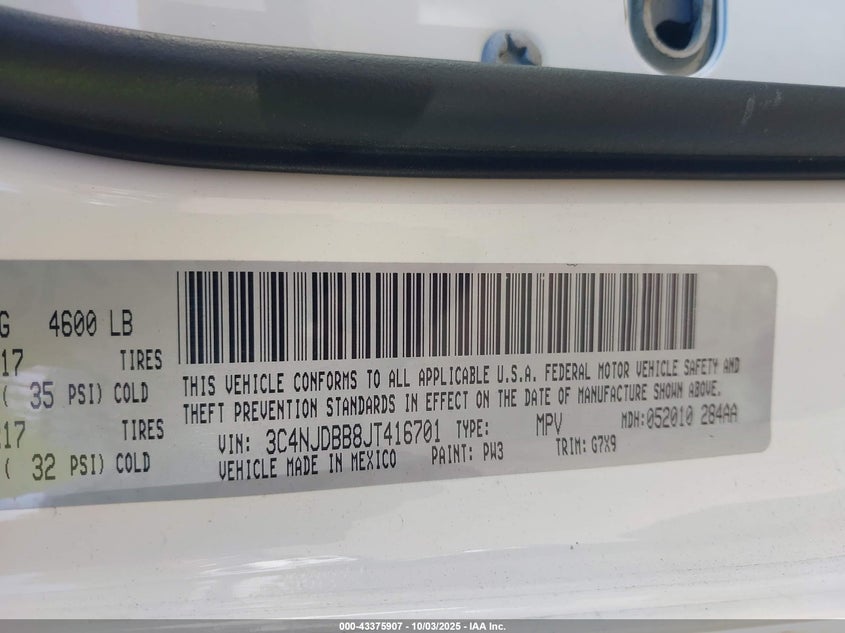 G 4600 LB
17 TIRES
( 35 PSI) COLD
17 TIRES
( 32 PSI) COLD
THIS VEHICLE CONFORMS TO ALL APPLICABLE U.S.A. FEDERAL MOTOR VEHICLE SAFETY AND
THEFT PREVENTION STANDARDS IN EFFECT ON THE DATE OF MANUFACTURE SHOWN ABOVE.
VIN: 3C4NJDBB8JT416701 TYPE: MPV MDH:052010 284AA
VEHICLE MADE IN MEXICO PAINT: PW3 TRIM: G7X9
000-43375907 - 10/03/2025 - IAA Inc.